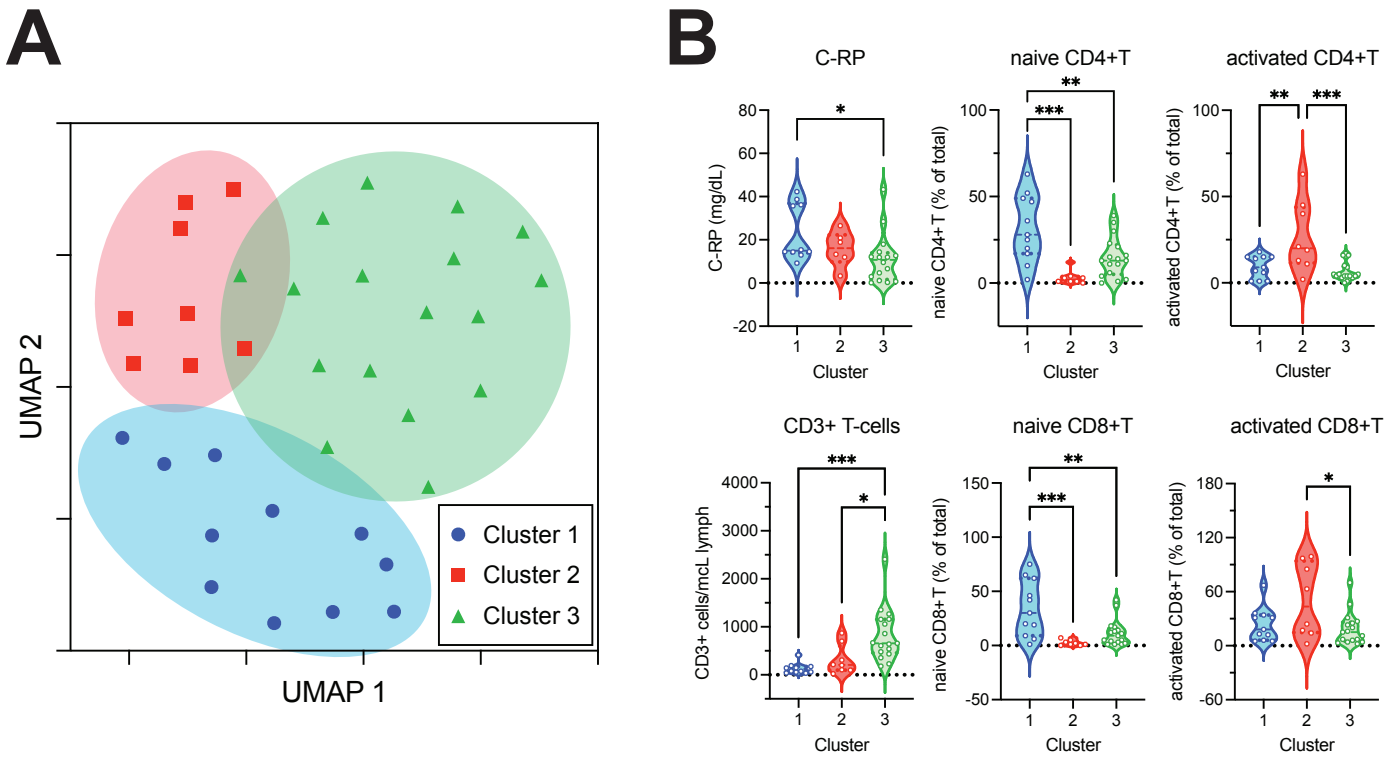 A
UMAP 2
UMAP 1
Cluster 1
Cluster 2
Cluster 3
B
C-RP
C-RP (mg/dL)
80
60
40
20
0
-20
*
1 2 3
Cluster
naive CD4+T
naive CD4+T (% of total)
100
50
0
**
***
1 2 3
Cluster
activated CD4+T
activated CD4+T (% of total)
100
50
0
** ***
1 2 3
Cluster
CD3+ T-cells
CD3+ cells/mcL lymph
4000
3000
2000
1000
0
***
*
1 2 3
Cluster
naive CD8+T
naive CD8+T (% of total)
150
100
50
0
-50
**
***
1 2 3
Cluster
activated CD8+T
activated CD8+T (% of total)
180
120
60
0
-60
*
1 2 3
Cluster